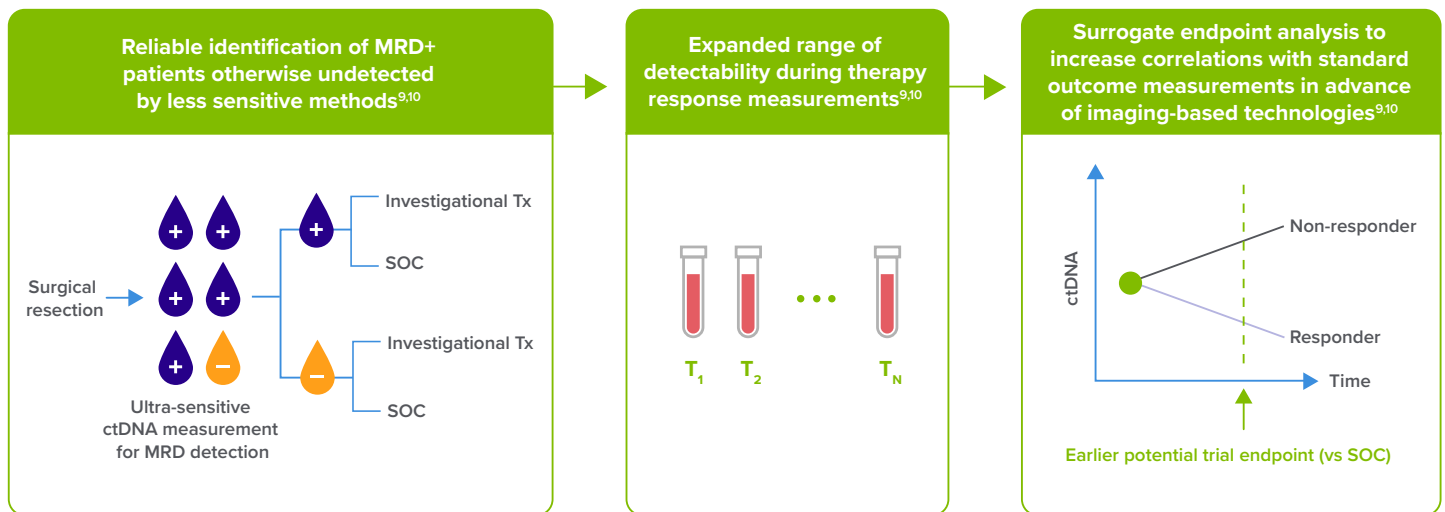 Reliable identification of MRD+
patients otherwise undetected
by less sensitive methods9,10
Surgical
resection
+ +
+ +
+ −
Ultra-sensitive
ctDNA measurement
for MRD detection
+
Investigational Tx
SOC
−
Investigational Tx
SOC
Expanded range of
detectability during therapy
response measurements9,10
T1 T2 ••• TN
Surrogate endpoint analysis to
increase correlations with standard
outcome measurements in advance
of imaging-based technologies9,10
ctDNA
Non-responder
Responder
Time
Earlier potential trial endpoint (vs SOC)